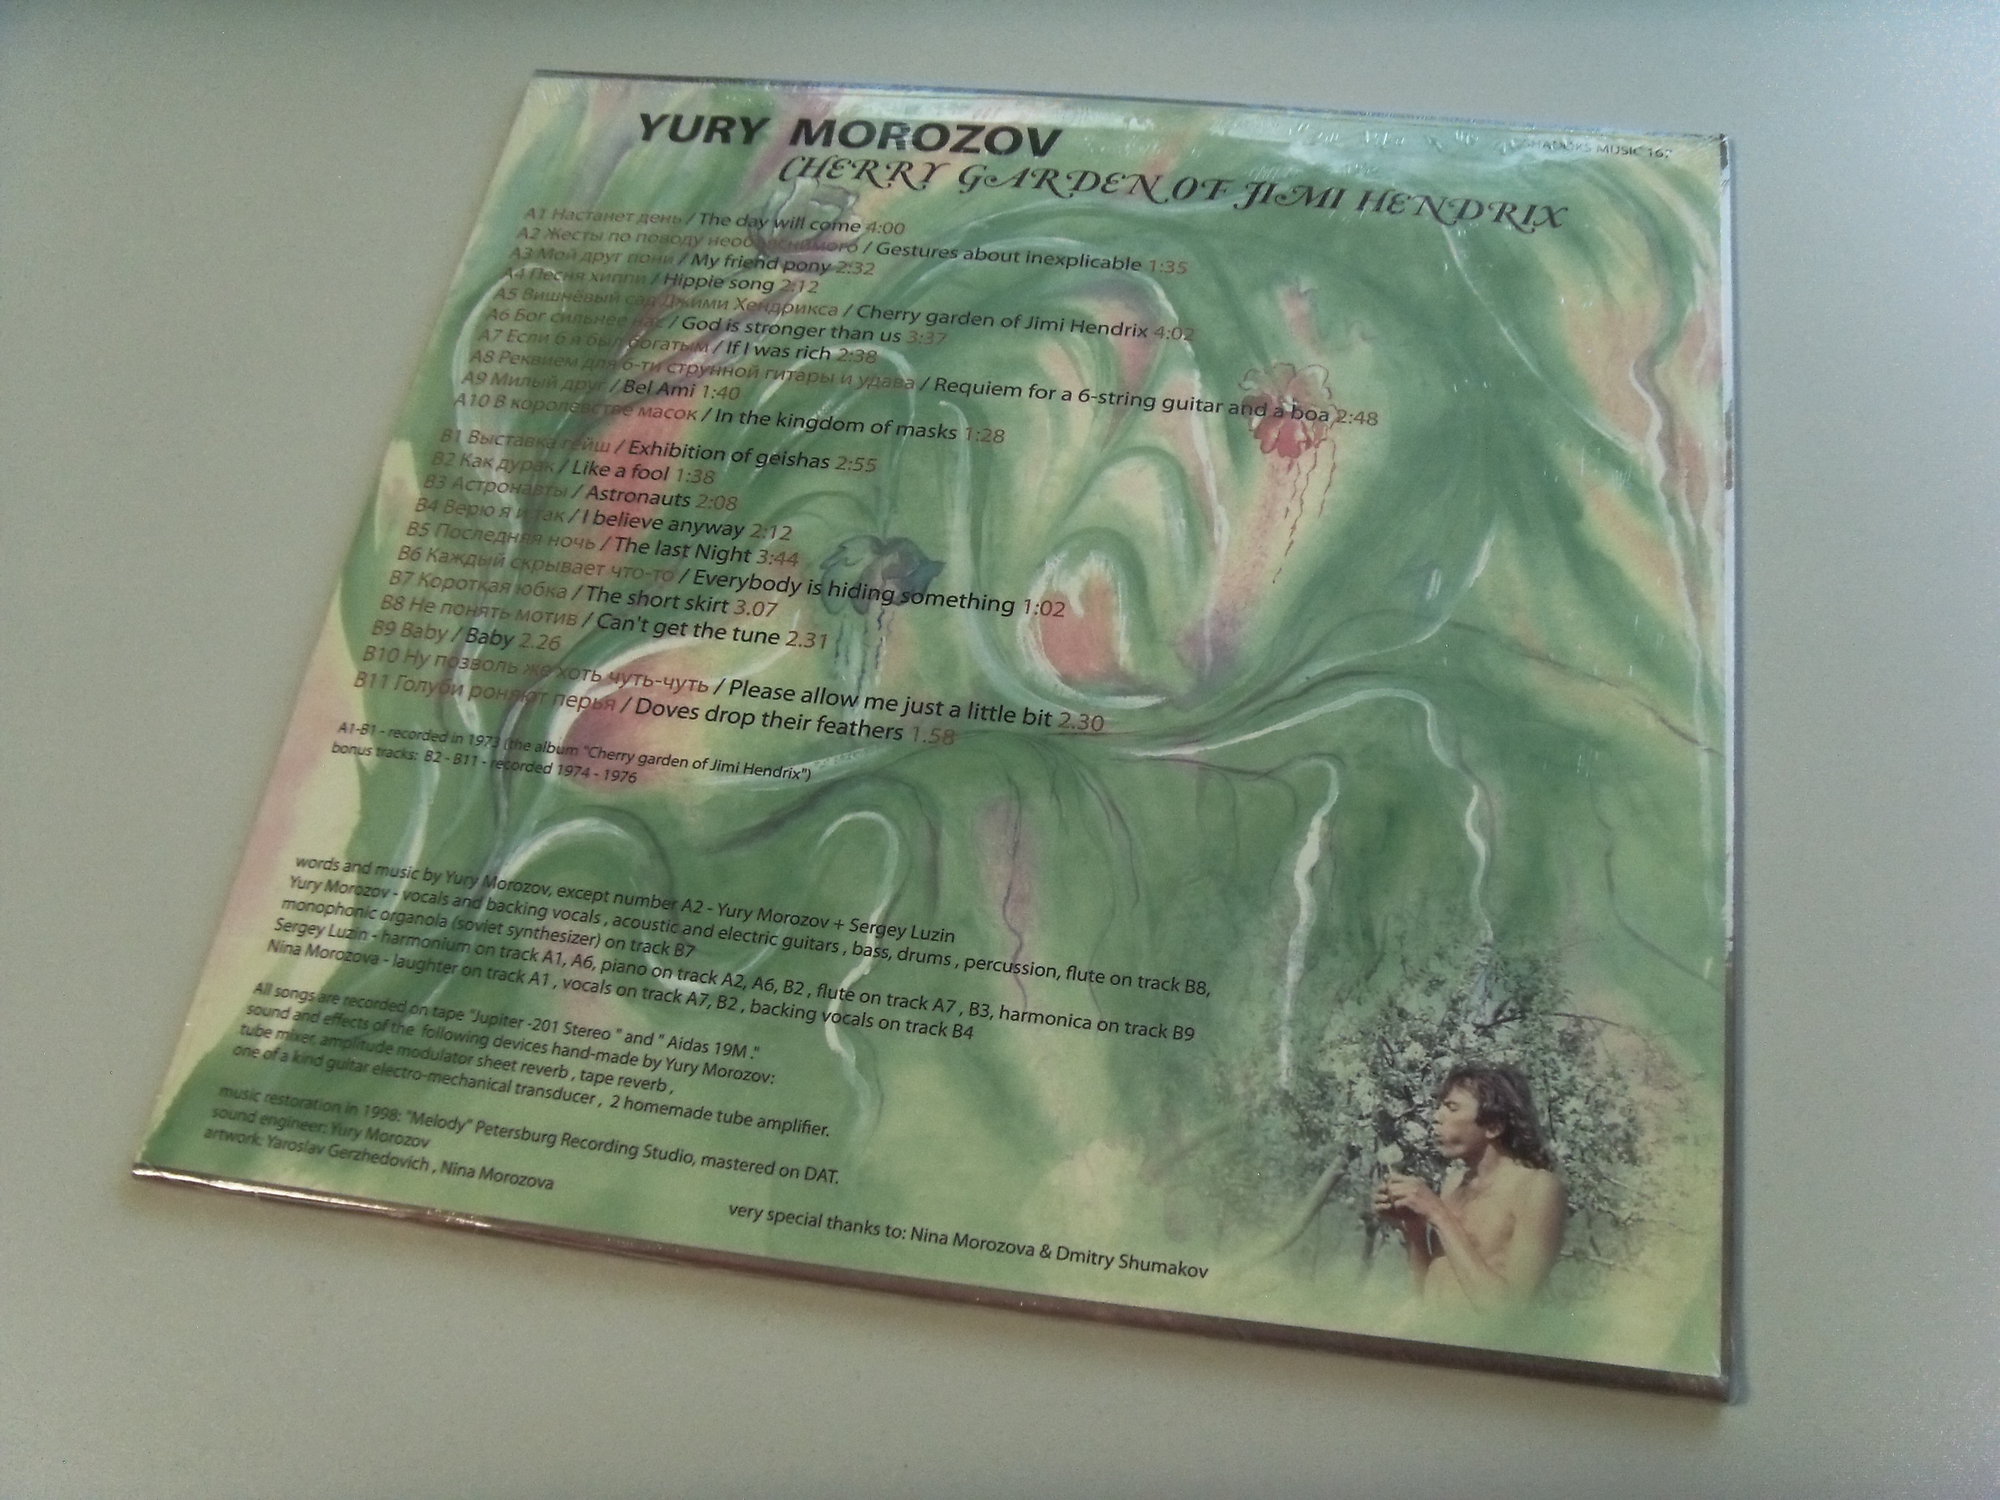 YURY MOROZOV
SHADOKS MUSIC 167
CHERRY GARDEN OF JIMI HENDRIX
A1 Настанет день / The day will come 4:00
A2 Жесты по поводу необъяснимого / Gestures about inexplicable 1:35
A3 Мой друг пони / My friend pony 2:32
A4 Песня хиппи / Hippie song 2:12
A5 Вишнёвый сад Джими Хендрикса / Cherry garden of Jimi Hendrix 4:02
A6 Бог сильнее нас / God is stronger than us 3:37
A7 Если б я был богатым / If I was rich 2:38
A8 Реквием для 6-ти струнной гитары и удава / Requiem for a 6-string guitar and a boa 2:48
A9 Милый друг / Bel Ami 1:40
A10 В королевстве масок / In the kingdom of masks 1:28
B1 Выставка гейш / Exhibition of geishas 2:55
B2 Как дурак / Like a fool 1:38
B3 Астронавты / Astronauts 2:08
B4 Верю я и так / I believe anyway 2:12
B5 Последняя ночь / The last Night 3:44
B6 Каждый скрывает что-то / Everybody is hiding something 1:02
B7 Короткая юбка / The short skirt 3.07
B8 Не понять мотив / Can't get the tune 2.31
B9 Baby / Baby 2.26
B10 Ну позволь же хоть чуть-чуть / Please allow me just a little bit 2.30
B11 Голуби роняют перья / Doves drop their feathers 1.58
A1-B1 - recorded in 1973 (the album "Cherry garden of Jimi Hendrix")
bonus tracks: B2 - B11 - recorded 1974 - 1976
words and music by Yury Morozov, except number A2 - Yury Morozov + Sergey Luzin
Yury Morozov - vocals and backing vocals , acoustic and electric guitars , bass, drums , percussion, flute on track B8,
monophonic organola (soviet synthesizer) on track B7
Sergey Luzin - harmonium on track A1, A6, piano on track A2, A6, B2 , flute on track A7 , B3, harmonica on track B9
Nina Morozova - laughter on track A1 , vocals on track A7, B2 , backing vocals on track B4
All songs are recorded on tape "Jupiter -201 Stereo " and " Aidas 19M ."
sound and effects of the following devices hand-made by Yury Morozov:
tube mixer, amplitude modulator sheet reverb , tape reverb ,
one of a kind guitar electro-mechanical transducer , 2 homemade tube amplifier.
music restoration in 1998: "Melody" Petersburg Recording Studio, mastered on DAT.
sound engineer: Yury Morozov
artwork: Yaroslav Gerzhedovich , Nina Morozova
very special thanks to: Nina Morozova & Dmitry Shumakov